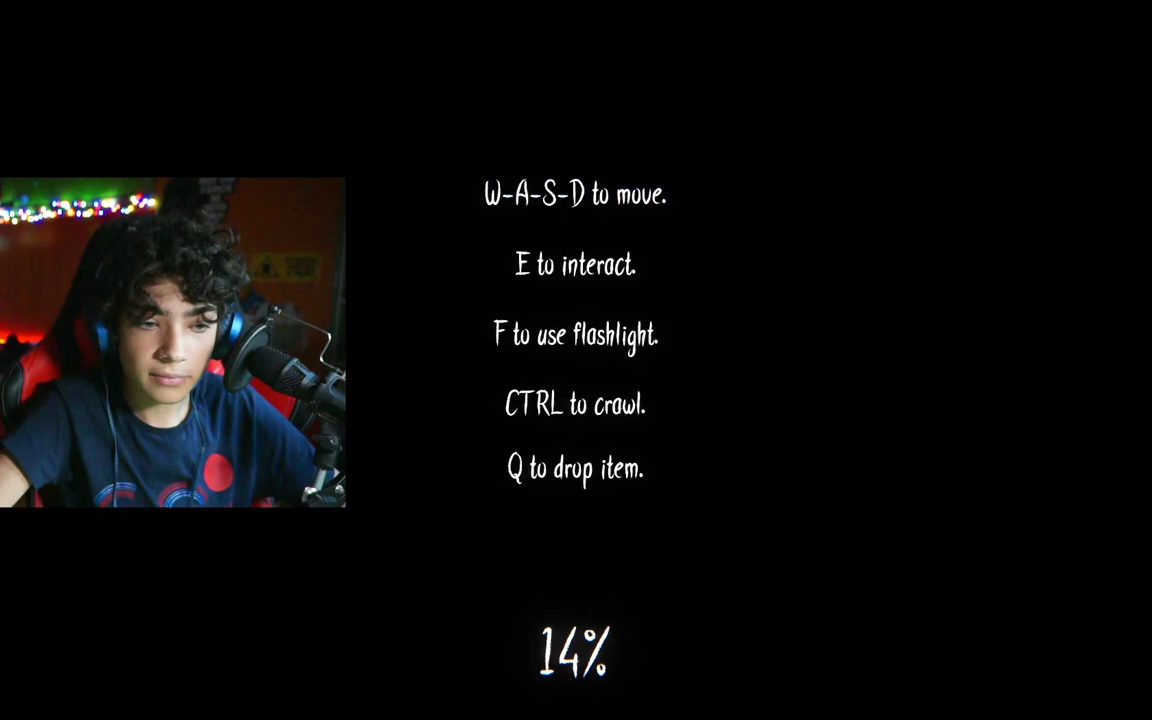 W-A-S-D to move.
E to interact.
F to use flashlight.
CTRL to crawl.
Q to drop item.
14%